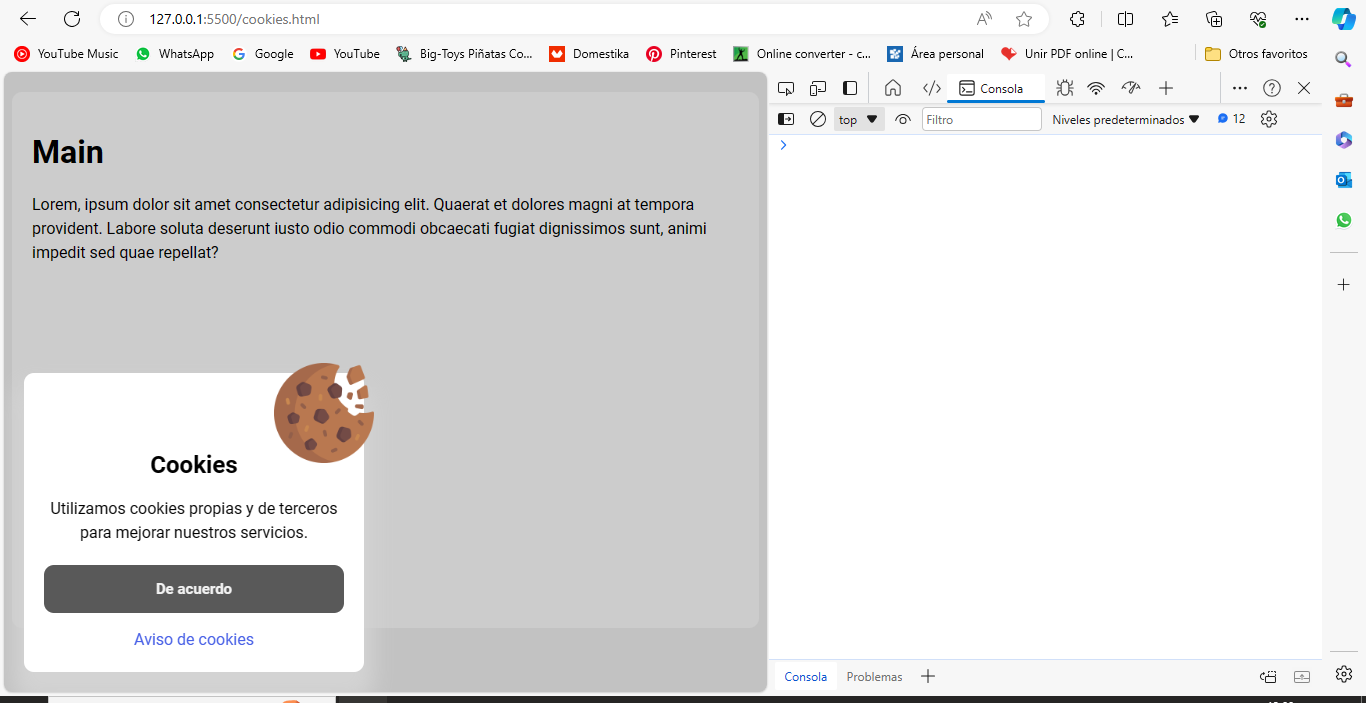 127.0.0.1:5500/cookies.html
YouTube Music WhatsApp Google YouTube Big-Toys Piñatas Co... Domestika Pinterest Online converter - c... Área personal Unir PDF online | C... Otros favoritos
Consola
top Filtro Niveles predeterminados 12
Main
Lorem, ipsum dolor sit amet consectetur adipisicing elit. Quaerat et dolores magni at tempora
provident. Labore soluta deserunt iusto odio commodi obcaecati fugiat dignissimos sunt, animi
impedit sed quae repellat?
Cookies
Utilizamos cookies propias y de terceros
para mejorar nuestros servicios.
De acuerdo
Aviso de cookies
Consola Problemas